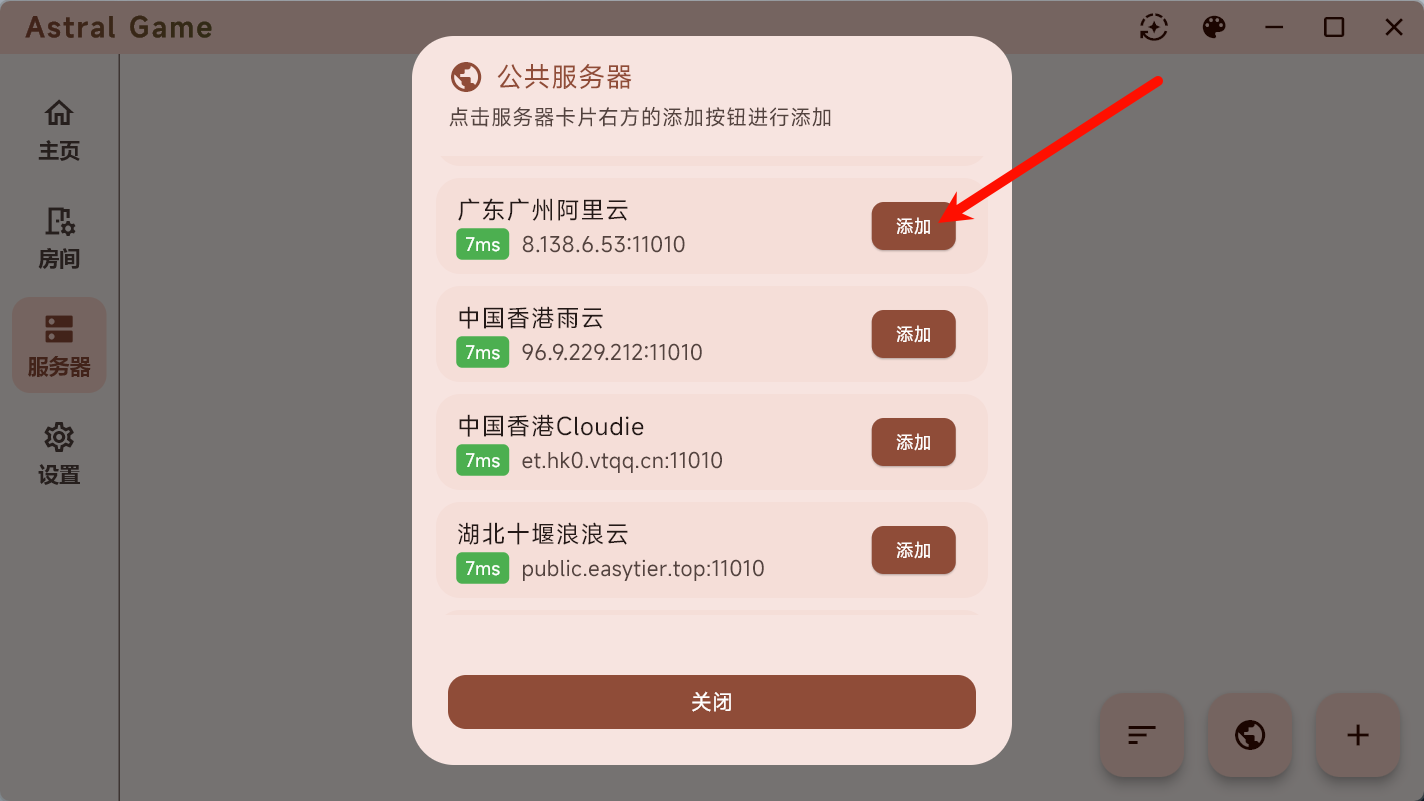 Astral Game
主页
房间
服务器
设置
公共服务器
点击服务器卡片右方的添加按钮进行添加
广东广州阿里云
7ms 8.138.6.53:11010
添加
中国香港雨云
7ms 96.9.229.212:11010
添加
中国香港Cloudie
7ms et.hk0.vtqq.cn:11010
添加
湖北十堰浪浪云
7ms public.easytier.top:11010
添加
关闭